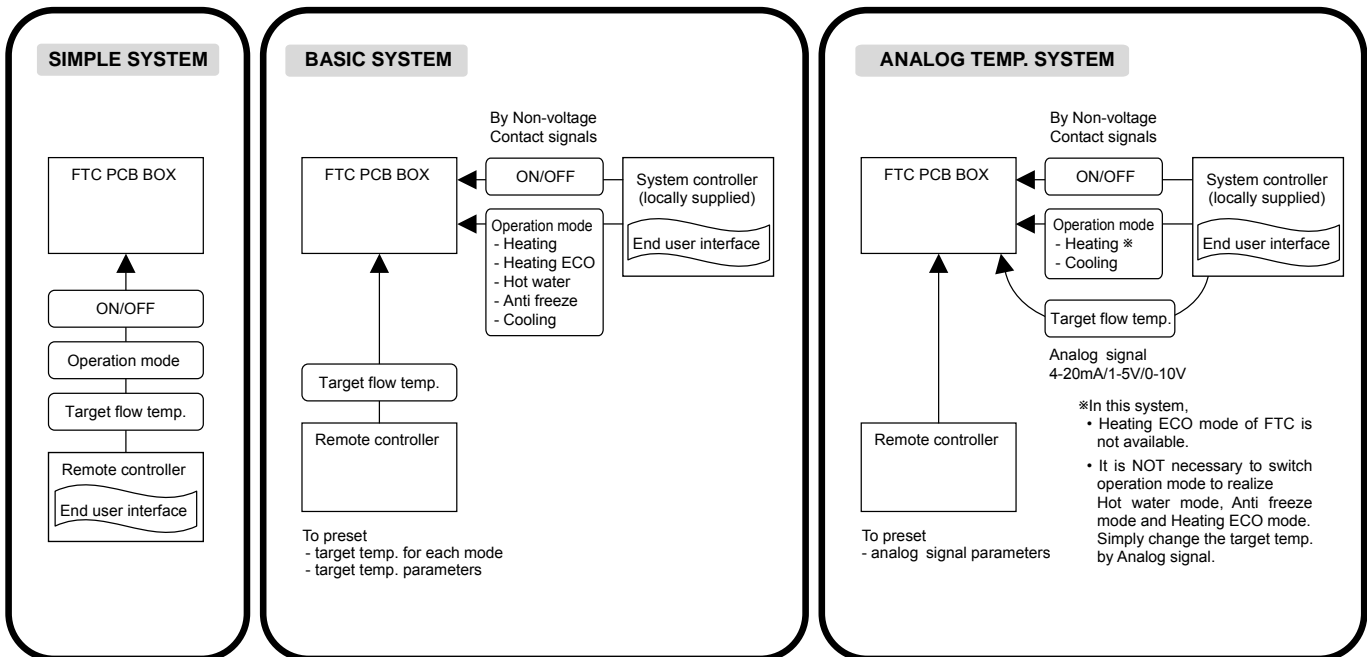 SIMPLE SYSTEM
FTC PCB BOX
ON/OFF
Operation mode
Target flow temp.
Remote controller
End user interface
BASIC SYSTEM
By Non-voltage
Contact signals
FTC PCB BOX
ON/OFF
System controller
(locally supplied)
End user interface
Operation mode
- Heating
- Heating ECO
- Hot water
- Anti freeze
- Cooling
Target flow temp.
Remote controller
To preset
- target temp. for each mode
- target temp. parameters
ANALOG TEMP. SYSTEM
By Non-voltage
Contact signals
FTC PCB BOX
ON/OFF
System controller
(locally supplied)
End user interface
Operation mode
- Heating ※
- Cooling
Target flow temp.
Analog signal
4-20mA/1-5V/0-10V
Remote controller
To preset
- analog signal parameters
※In this system,
• Heating ECO mode of FTC is
not available.
• It is NOT necessary to switch
operation mode to realize
Hot water mode, Anti freeze
mode and Heating ECO mode.
Simply change the target temp.
by Analog signal.